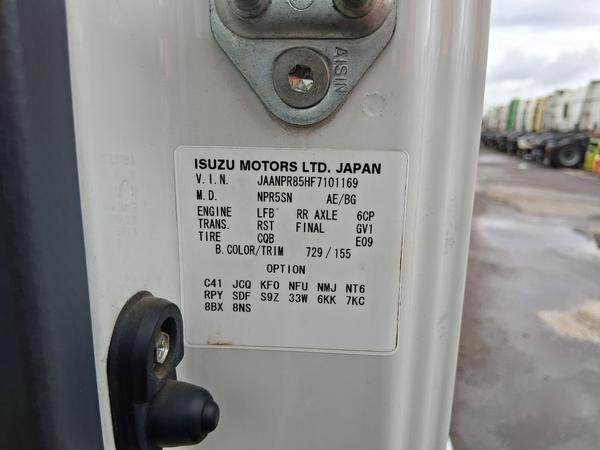 AISIN
ISUZU MOTORS LTD. JAPAN
V.I.N. JAANPR85HF7101169
M.D. NPR5SN AE/BG
ENGINE LFB RR AXLE 6CP
TRANS. RST FINAL GV1
TIRE CQB E09
B.COLOR/TRIM 729/155
OPTION
C41 JCQ KFO NFU NMJ NT6
RPY SDF S9Z 33W 6KK 7KC
8BX 8NS